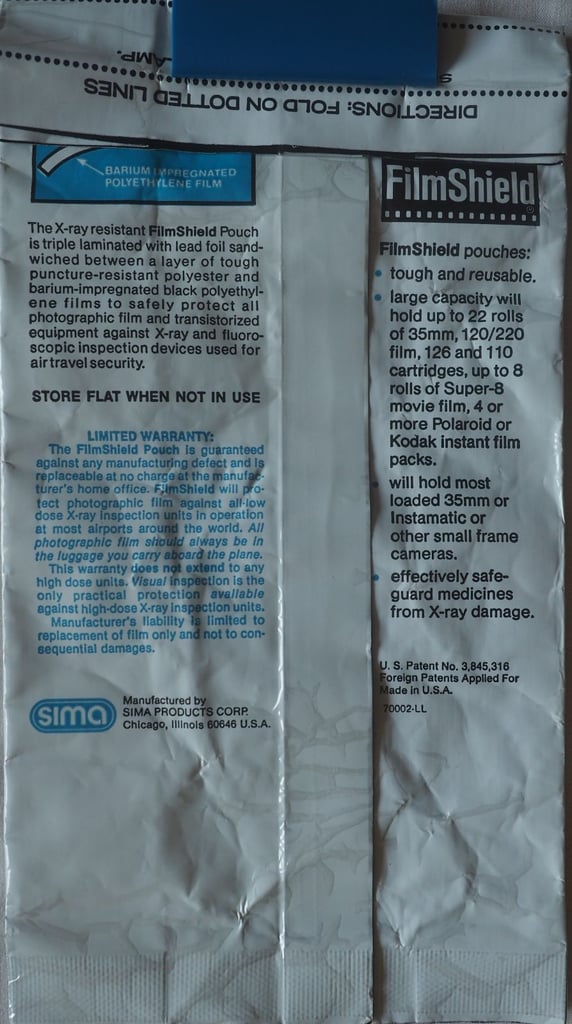 AMP.
S
DIRECTIONS: FOLD ON DOTTED LINES
BARIUM IMPREGNATED
POLYETHYLENE FILM
The X-ray resistant FilmShield Pouch
is triple laminated with lead foil sand-
wiched between a layer of tough
puncture-resistant polyester and
barium-impregnated black polyethyl-
ene films to safely protect all
photographic film and transistorized
equipment against X-ray and fluoro-
scopic inspection devices used for
air travel security.
STORE FLAT WHEN NOT IN USE
LIMITED WARRANTY:
The FilmShield Pouch is guaranteed
against any manufacturing defect and is
replaceable at no charge at the manufac-
turer's home office. FilmShield will pro-
tect photographic film against all-low
dose X-ray inspection units in operation
at most airports around the world. All
photographic film should always be in
the luggage you carry aboard the plane.
This warranty does not extend to any
high dose units. Visual inspection is the
only practical protection available
against high-dose X-ray inspection units.
Manufacturer's liability is limited to
replacement of film only and not to con-
sequential damages.
sima
Manufactured by
SIMA PRODUCTS CORP.
Chicago, Illinois 60646 U.S.A.
FilmShield
FilmShield pouches:
• tough and reusable.
• large capacity will
hold up to 22 rolls
of 35mm, 120/220
film, 126 and 110
cartridges, up to 8
rolls of Super-8
movie film, 4 or
more Polaroid or
Kodak instant film
packs.
• will hold most
loaded 35mm or
Instamatic or
other small frame
cameras.
• effectively safe-
guard medicines
from X-ray damage.
U. S. Patent No. 3,845,316
Foreign Patents Applied For
Made in U.S.A.
70002-LL